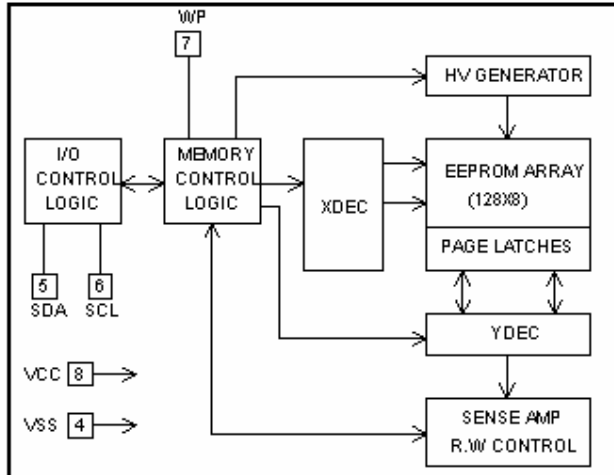 WP
7
HV GENERATOR
I/O
CONTROL
LOGIC
MEMORY
CONTROL
LOGIC
XDEC
EEPROM ARRAY
(128X8)
PAGE LATCHES
5
SDA
6
SCL
YDEC
VCC 8
VSS 4
SENSE AMP
R.W CONTROL